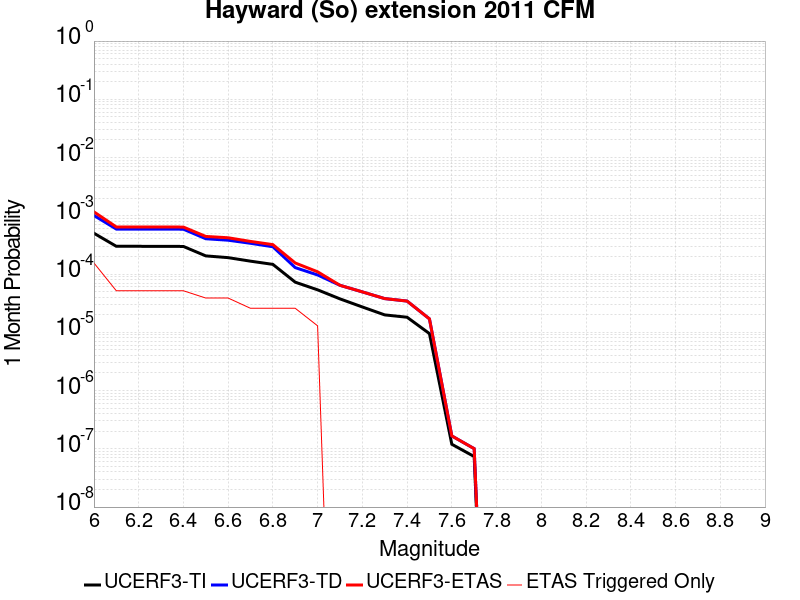 Hayward (So) extension 2011 CFM
10^0
10^-1
10^-2
10^-3
10^-4
10^-5
10^-6
10^-7
10^-8
1 Month Probability
6 6.2 6.4 6.6 6.8 7 7.2 7.4 7.6 7.8 8 8.2 8.4 8.6 8.8 9
Magnitude
UCERF3-TI UCERF3-TD UCERF3-ETAS ETAS Triggered Only